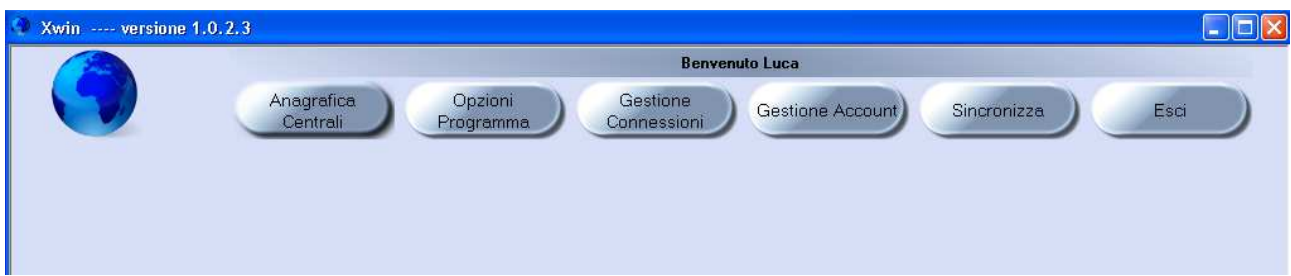 Xwin ---- versione 1.0.2.3
Benvenuto Luca
Anagrafica
Centrali
Opzioni
Programma
Gestione
Connessioni
Gestione Account
Sincronizza
Esci